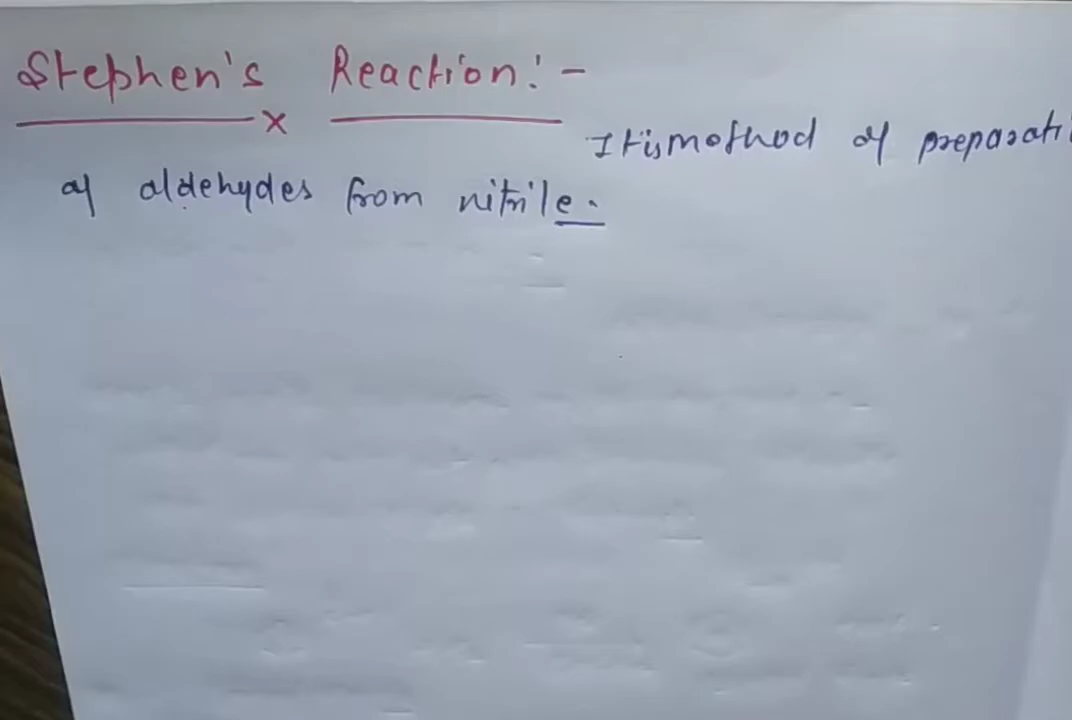 Stephen's Reaction:-
It is method of preparati
of aldehydes from nitrile.